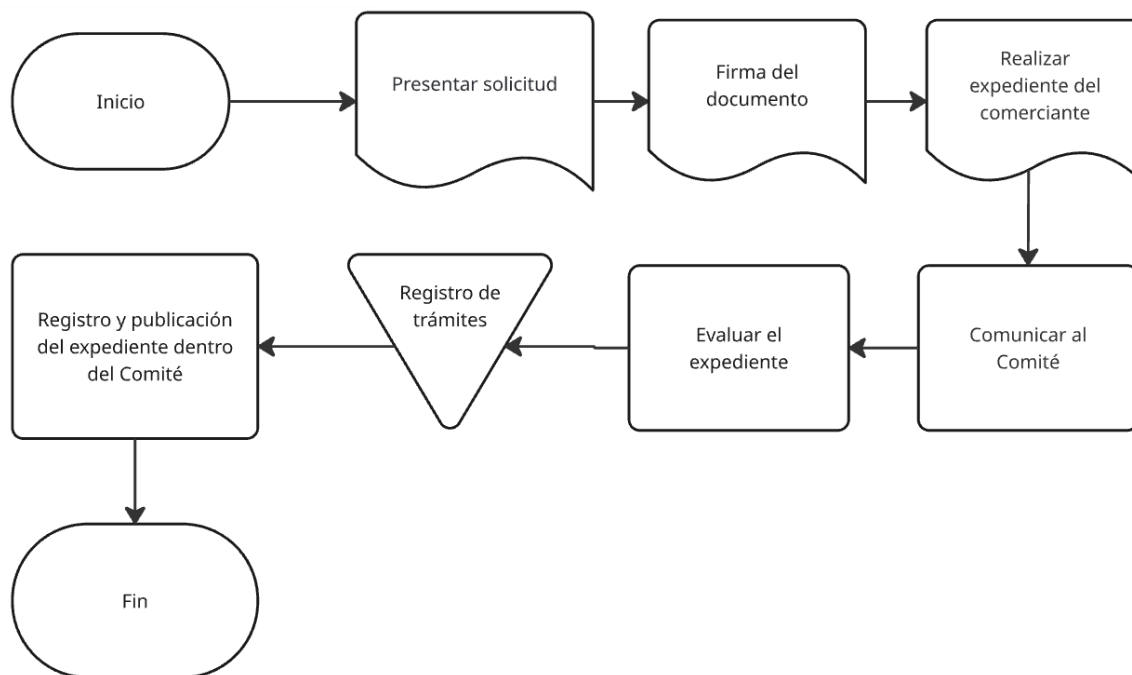 Inicio
Presentar solicitud
Firma del
documento
Realizar
expediente del
comerciante
Comunicar al
Comité
Evaluar el
expediente
Registro de
trámites
Registro y publicación
del expediente dentro
del Comité
Fin